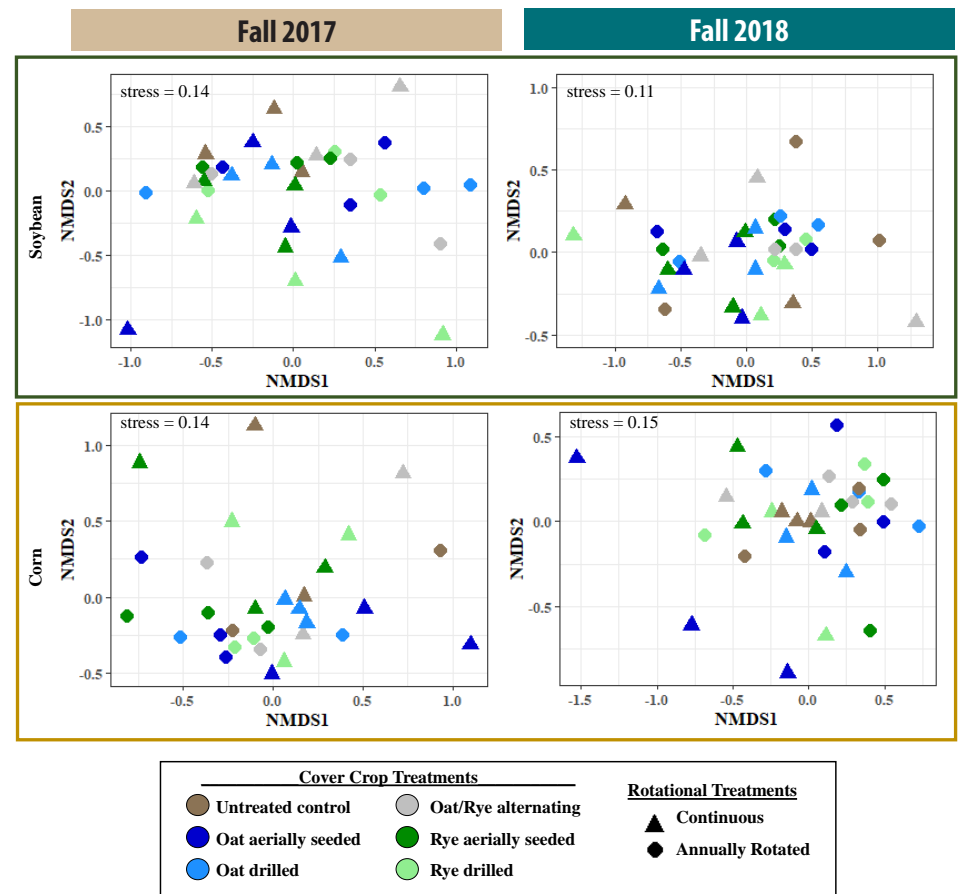 Fall 2017
Fall 2018
Soybean
stress = 0.14
NMDS2
0.5
0.0
-0.5
-1.0
-1.0 -0.5 0.0 0.5 1.0
NMDS1
stress = 0.11
NMDS2
1.0
0.5
0.0
-0.5
-1.0 -0.5 0.0 0.5 1.0
NMDS1
Corn
stress = 0.14
NMDS2
1.0
0.5
0.0
-0.5
-0.5 0.0 0.5 1.0
NMDS1
stress = 0.15
NMDS2
0.5
0.0
-0.5
-1.5 -1.0 -0.5 0.0 0.5
NMDS1
Cover Crop Treatments
Untreated control
Oat aerially seeded
Oat drilled
Oat/Rye alternating
Rye aerially seeded
Rye drilled
Rotational Treatments
Continuous
Annually Rotated